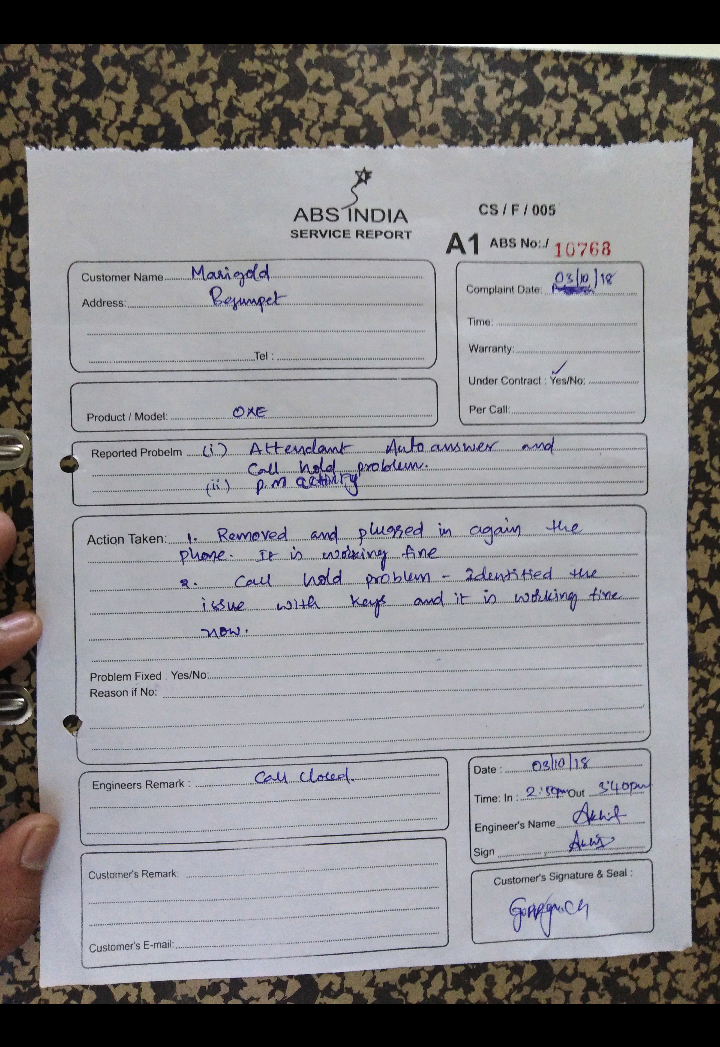 ABS INDIA
SERVICE REPORT
CS / F / 005
A1 ABS No:./ 10768
Customer Name Marigold
Address: Begumpet
Tel :
Complaint Date: 03/10/18
Time:
Warranty:
Under Contract : Yes/No: ✓
Per Call:
Product / Model: OXE
Reported Probelm (i) Attendant Auto answer and
Call hold problem.
(ii) P.M activity
Action Taken: 1. Removed and plugged in again the
phone. It is working fine
2. Call hold problem - Identified the
issue with keys and it is working fine
now.
Problem Fixed : Yes/No:
Reason if No:
Engineers Remark : Call Closed.
Date : 03/10/18
Time: In : 2:50pm Out 3:40pm
Engineer's Name Akhil
Sign
Customer's Remark:
Customer's E-mail:
Customer's Signature & Seal :